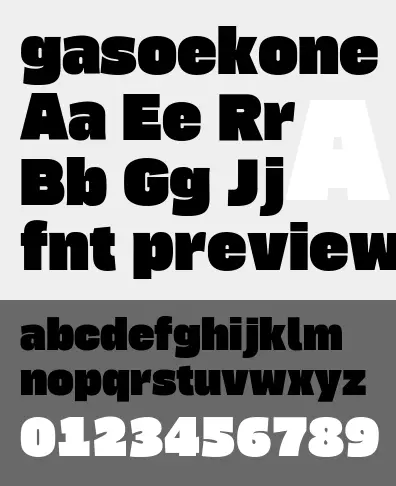 gasoekone
Aa Ee Rr
A
Bb Gg Jj
fnt preview
abcdefghijklm
nopqrstuvwxyz
0123456789